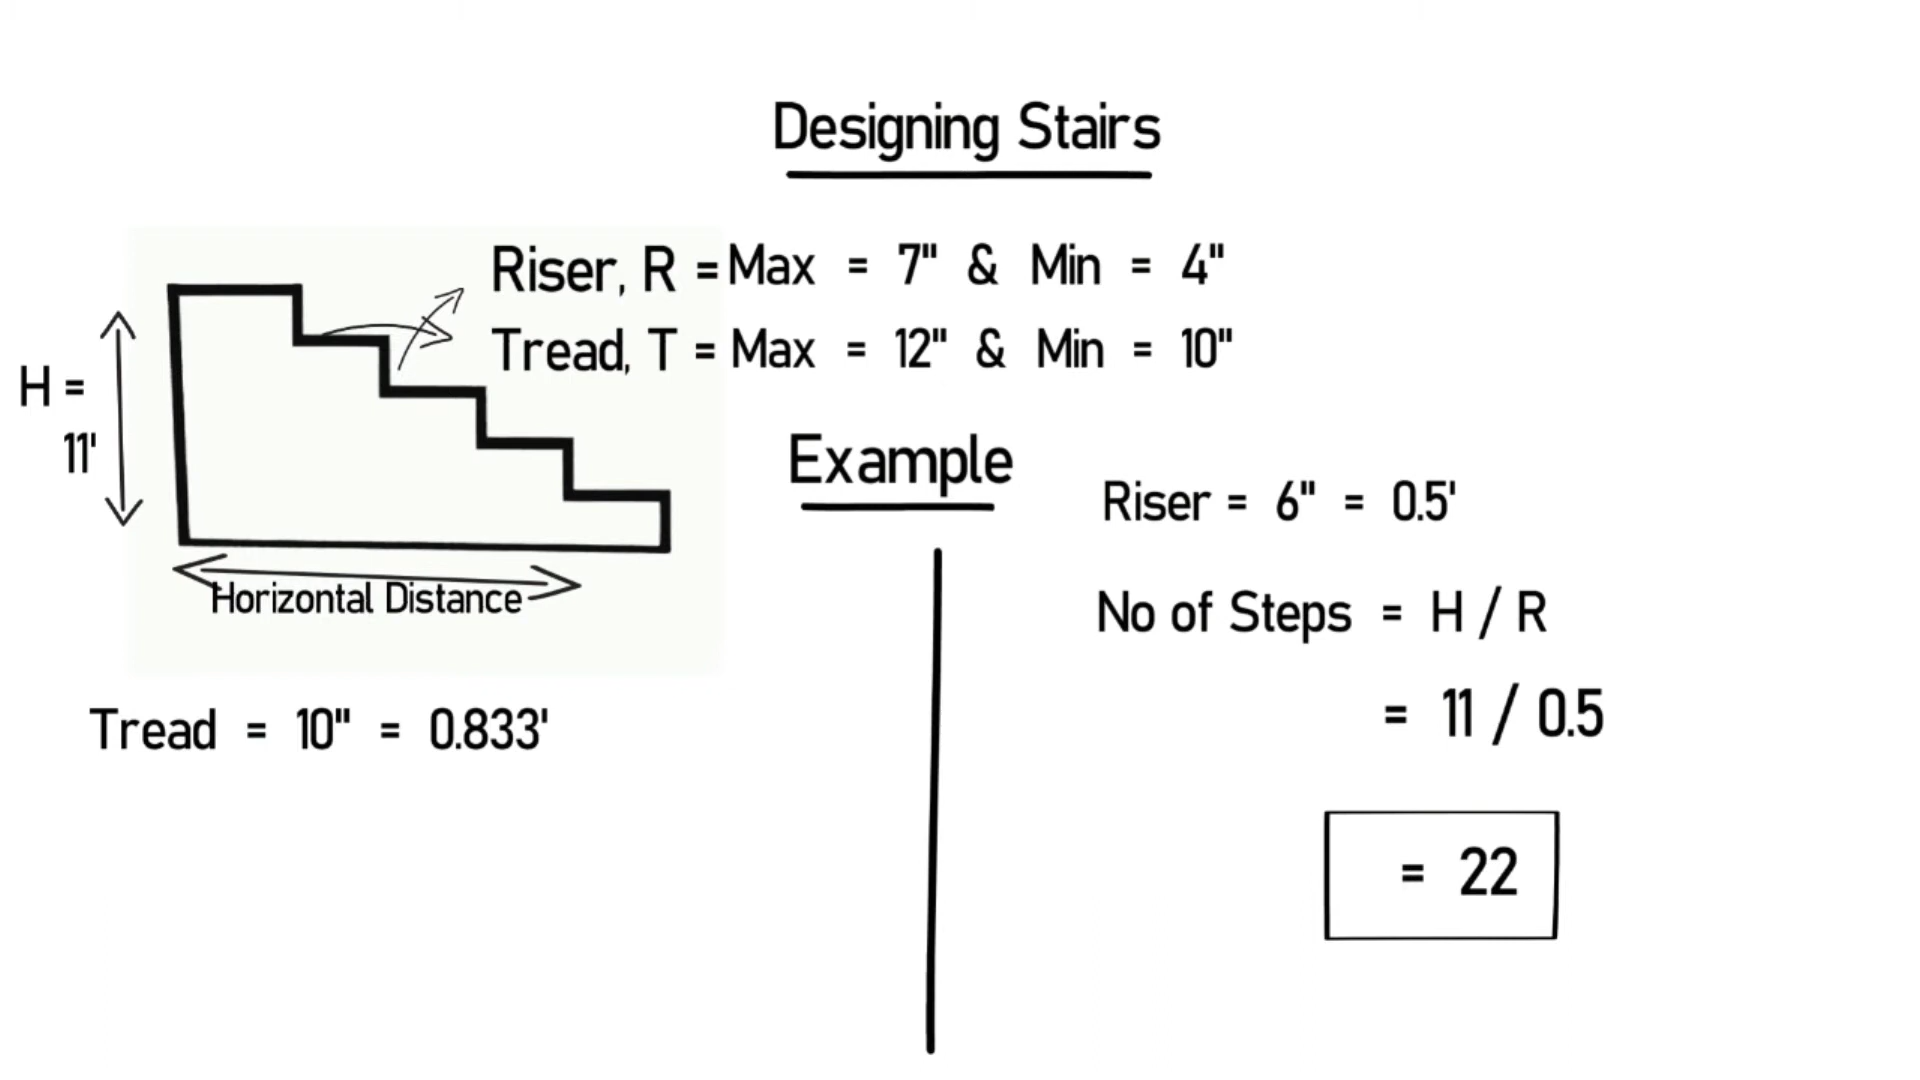 Designing Stairs
Riser, R = Max = 7" & Min = 4"
Tread, T = Max = 12" & Min = 10"
H =
11'
Horizontal Distance
Tread = 10" = 0.833'
Example
Riser = 6" = 0.5'
No of Steps = H / R
= 11 / 0.5
= 22